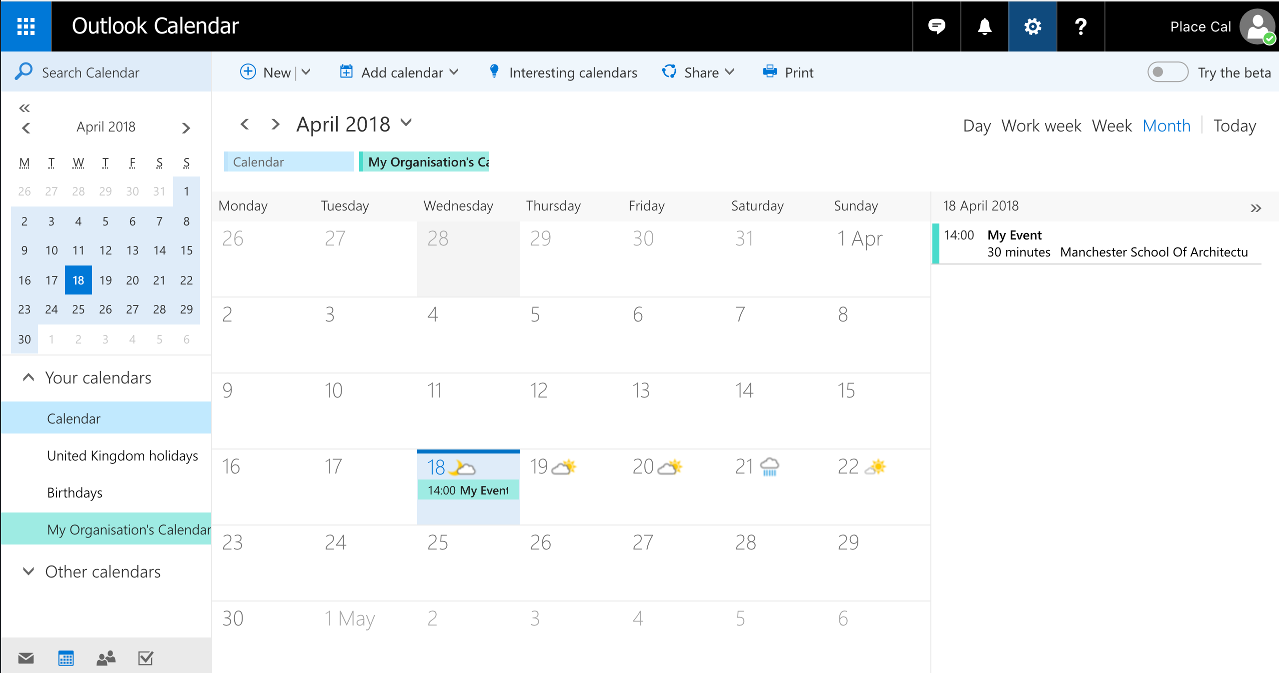 Outlook Calendar
Place Cal
Search Calendar
New
Add calendar
Interesting calendars
Share
Print
Try the beta
April 2018
M T W T F S S
26 27 28 29 30 31 1
2 3 4 5 6 7 8
9 10 11 12 13 14 15
16 17 18 19 20 21 22
23 24 25 26 27 28 29
30 1 2 3 4 5 6
Your calendars
Calendar
United Kingdom holidays
Birthdays
My Organisation's Calendar
Other calendars
April 2018
Day Work week Week Month Today
Calendar
My Organisation's Ca
Monday Tuesday Wednesday Thursday Friday Saturday Sunday
26 27 28 29 30 31 1 Apr
2 3 4 5 6 7 8
9 10 11 12 13 14 15
16 17 18 19 20 21 22
14:00 My Event
23 24 25 26 27 28 29
30 1 May 2 3 4 5 6
18 April 2018
14:00 My Event
30 minutes Manchester School Of Architectu